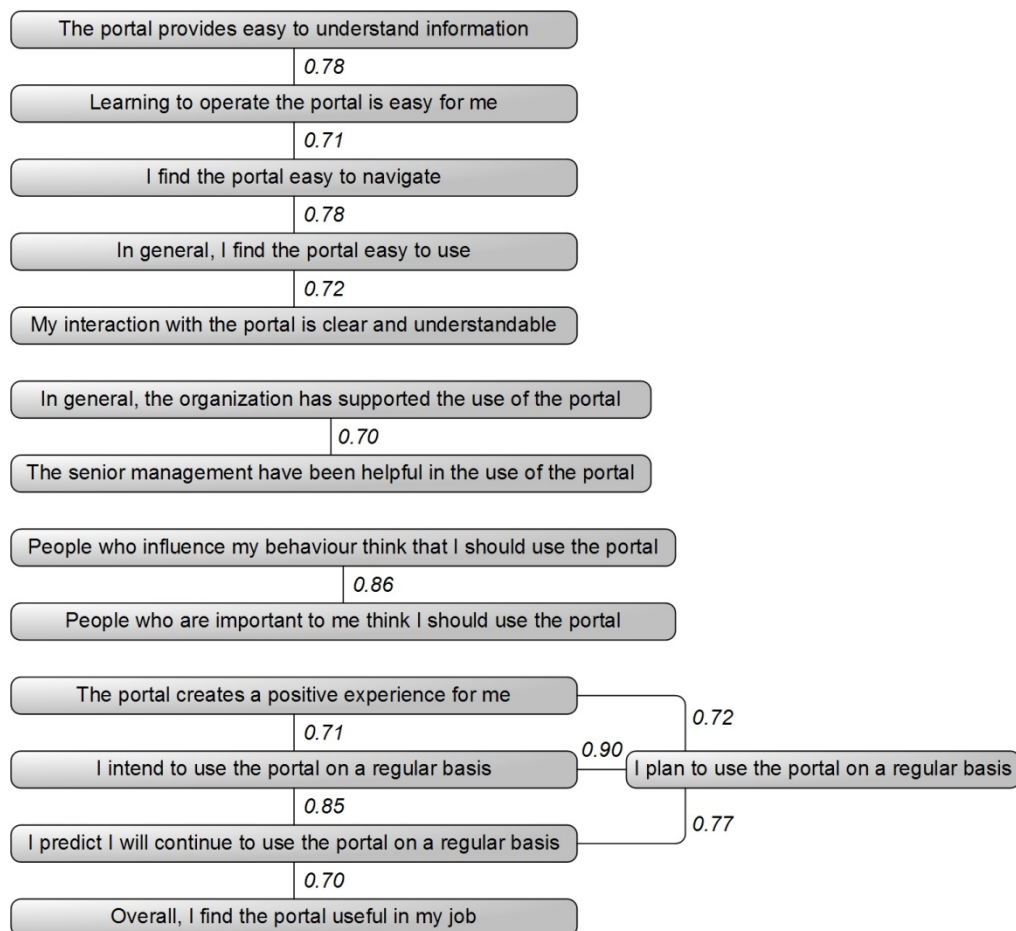 The portal provides easy to understand information
0.78
Learning to operate the portal is easy for me
0.71
I find the portal easy to navigate
0.78
In general, I find the portal easy to use
0.72
My interaction with the portal is clear and understandable
In general, the organization has supported the use of the portal
0.70
The senior management have been helpful in the use of the portal
People who influence my behaviour think that I should use the portal
0.86
People who are important to me think I should use the portal
The portal creates a positive experience for me
0.71
0.72
I intend to use the portal on a regular basis
0.90
I plan to use the portal on a regular basis
0.85
0.77
I predict I will continue to use the portal on a regular basis
0.70
Overall, I find the portal useful in my job